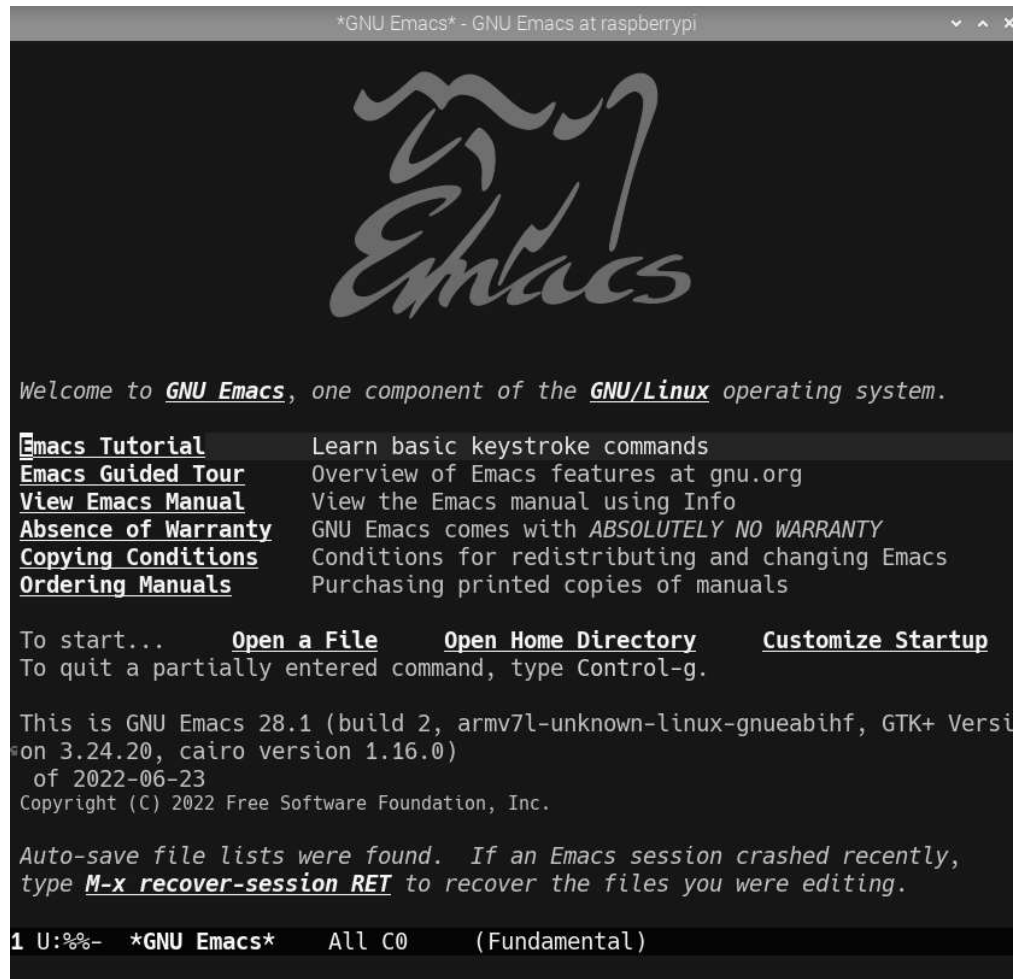 *GNU Emacs* - GNU Emacs at raspberrypi
Emacs
Welcome to GNU Emacs, one component of the GNU/Linux operating system.
Emacs Tutorial Learn basic keystroke commands
Emacs Guided Tour Overview of Emacs features at gnu.org
View Emacs Manual View the Emacs manual using Info
Absence of Warranty GNU Emacs comes with ABSOLUTELY NO WARRANTY
Copying Conditions Conditions for redistributing and changing Emacs
Ordering Manuals Purchasing printed copies of manuals
To start... Open a File Open Home Directory Customize Startup
To quit a partially entered command, type Control-g.
This is GNU Emacs 28.1 (build 2, armv7l-unknown-linux-gnueabihf, GTK+ Versi
on 3.24.20, cairo version 1.16.0)
of 2022-06-23
Copyright (C) 2022 Free Software Foundation, Inc.
Auto-save file lists were found. If an Emacs session crashed recently,
type M-x recover-session RET to recover the files you were editing.
1 U:%%- *GNU Emacs* All C0 (Fundamental)